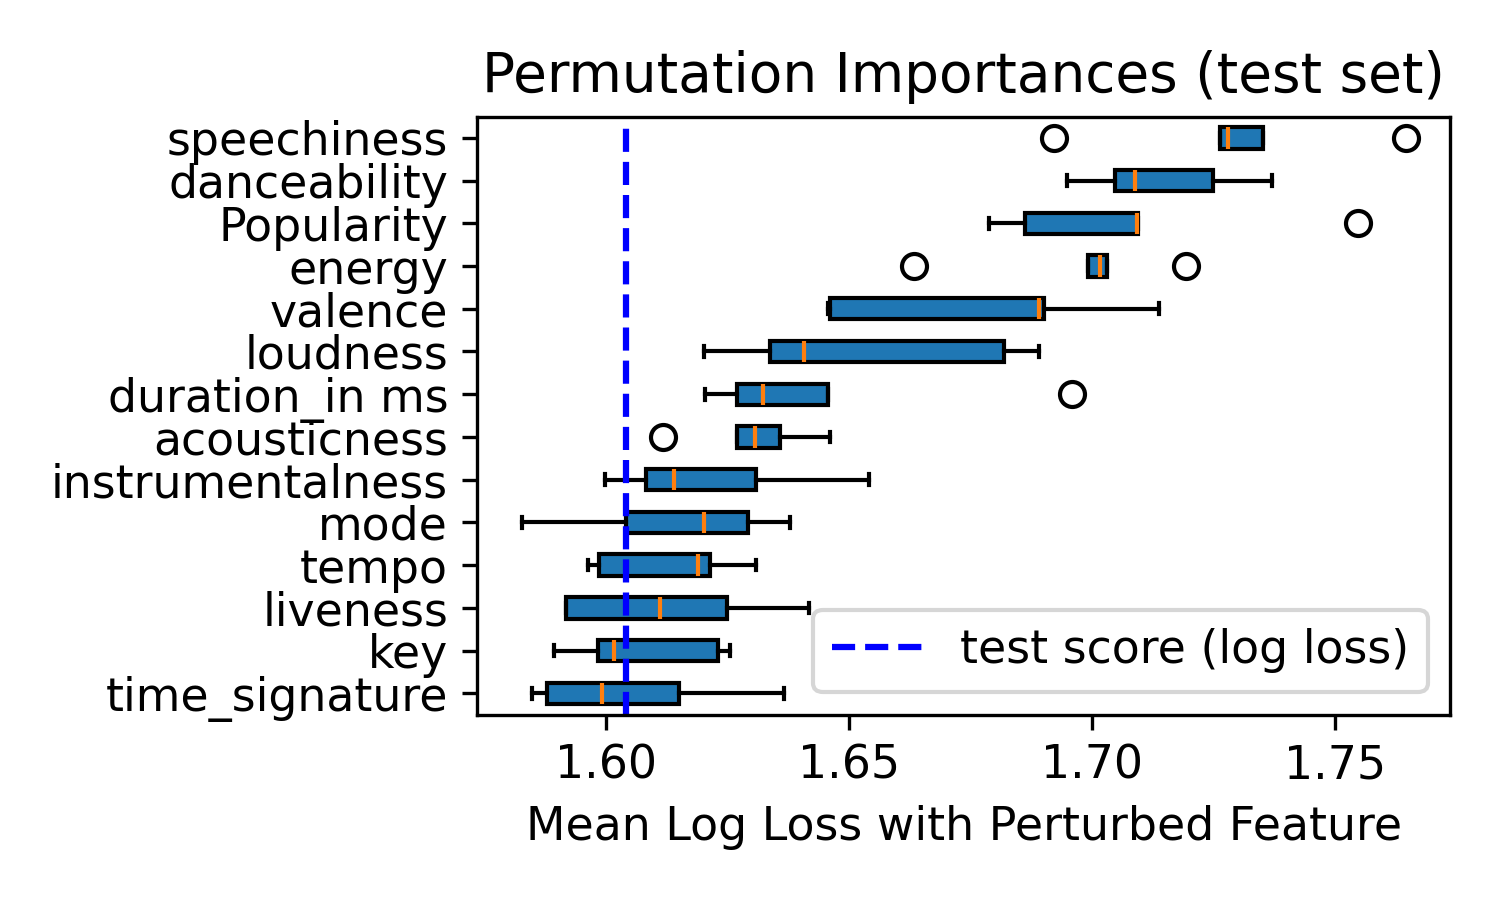 Permutation Importances (test set)
speechiness
danceability
Popularity
energy
valence
loudness
duration_in ms
acousticness
instrumentalness
mode
tempo
liveness
key
time_signature
test score (log loss)
1.60 1.65 1.70 1.75
Mean Log Loss with Perturbed Feature